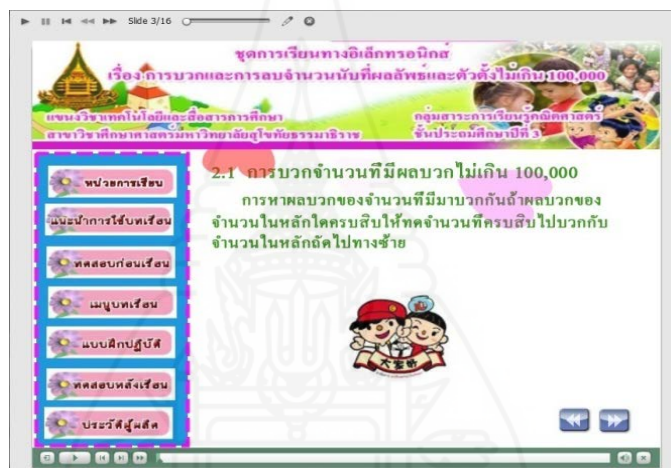 Slide 3/16
ชุดการเรียนทางอิเล็กทรอนิกส์
เรื่อง การบวกและการลบจำนวนนับที่ผลลัพธ์และตัวตั้งไม่เกิน 100,000
แขนงวิชาเทคโนโลยีและสื่อสารการศึกษา
สาขาวิชาศึกษาศาสตร์มหาวิทยาลัยสุโขทัยธรรมาธิราช
กลุ่มสาระการเรียนรู้คณิตศาสตร์
ชั้นประถมศึกษาปีที่ 3
หน่วยการเรียน
แนะนำการใช้บทเรียน
ทดสอบก่อนเรียน
เมนูบทเรียน
แบบฝึกปฏิบัติ
ทดสอบหลังเรียน
ประวัติผู้ผลิต
2.1 การบวกจำนวนที่มีผลบวกไม่เกิน 100,000
การหาผลบวกของจำนวนที่มีมาบวกกันถ้าผลบวกของ
จำนวนในหลักใดครบสิบให้ทดจำนวนที่ครบสิบไปบวกกับ
จำนวนในหลักถัดไปทางซ้าย
大家好